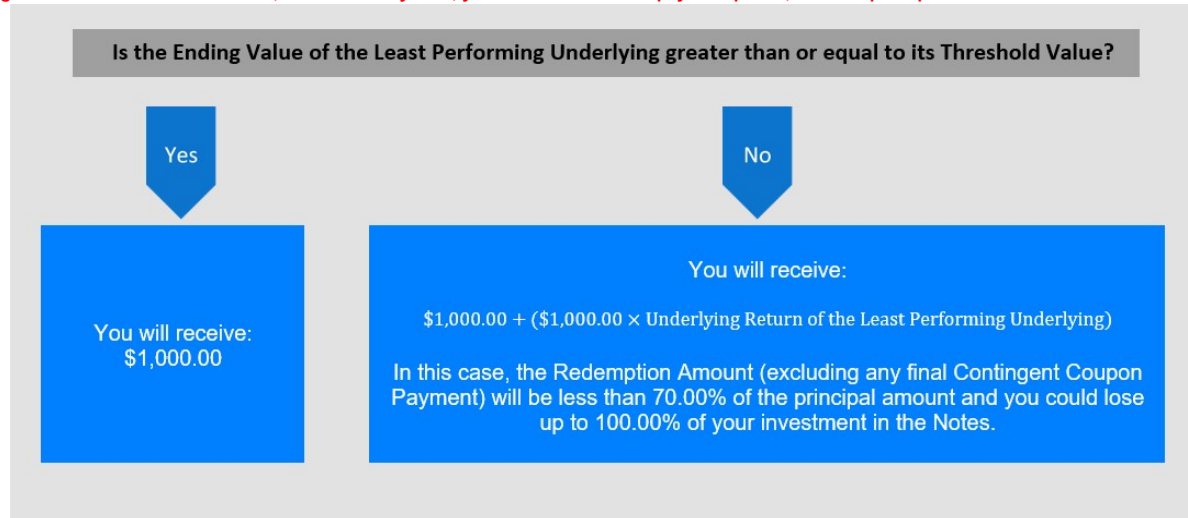 Is the Ending Value of the Least Performing Underlying greater than or equal to its Threshold Value?
Yes
No
You will receive:
$1,000.00
You will receive:
$1,000.00 + ($1,000.00 × Underlying Return of the Least Performing Underlying)
In this case, the Redemption Amount (excluding any final Contingent Coupon
Payment) will be less than 70.00% of the principal amount and you could lose
up to 100.00% of your investment in the Notes.